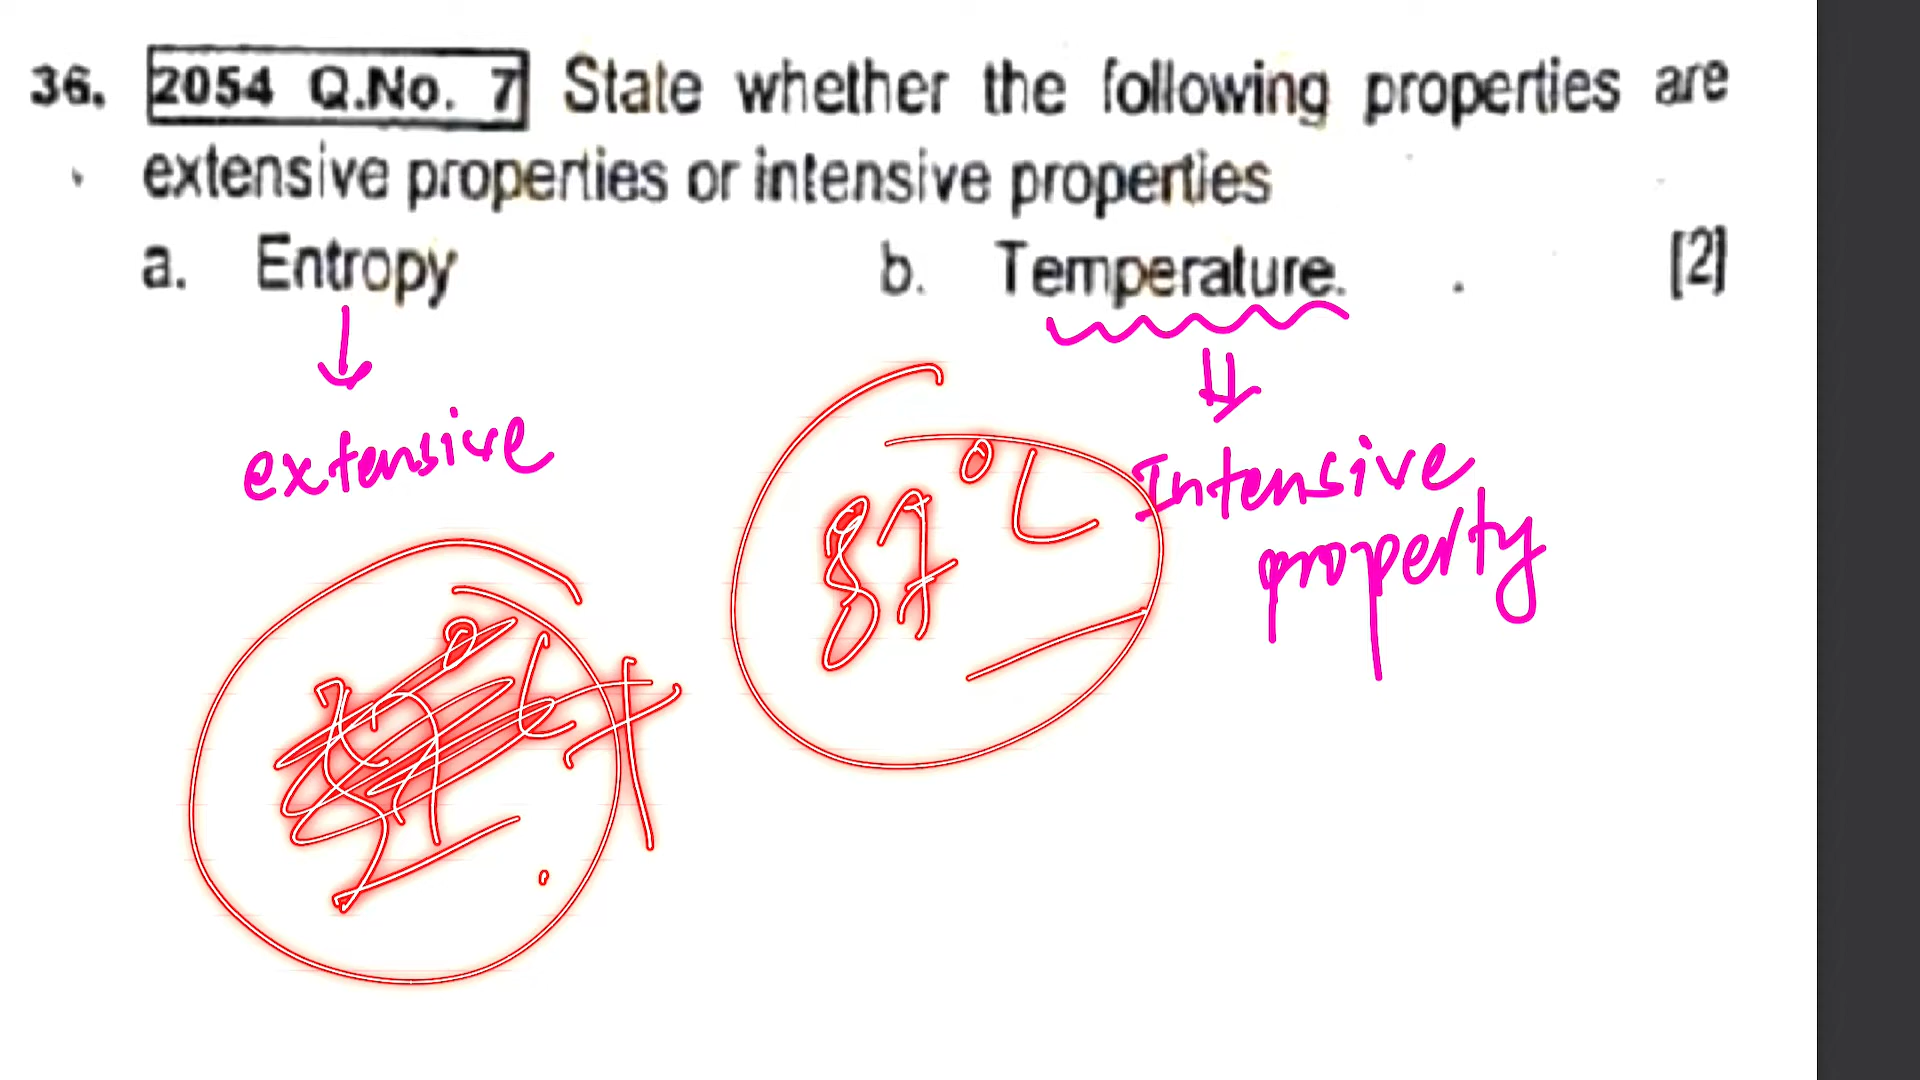 36. 2054 Q.No. 7 State whether the following properties are
extensive properties or intensive properties
a. Entropy b. Temperature. [2]
extensive
Intensive
property